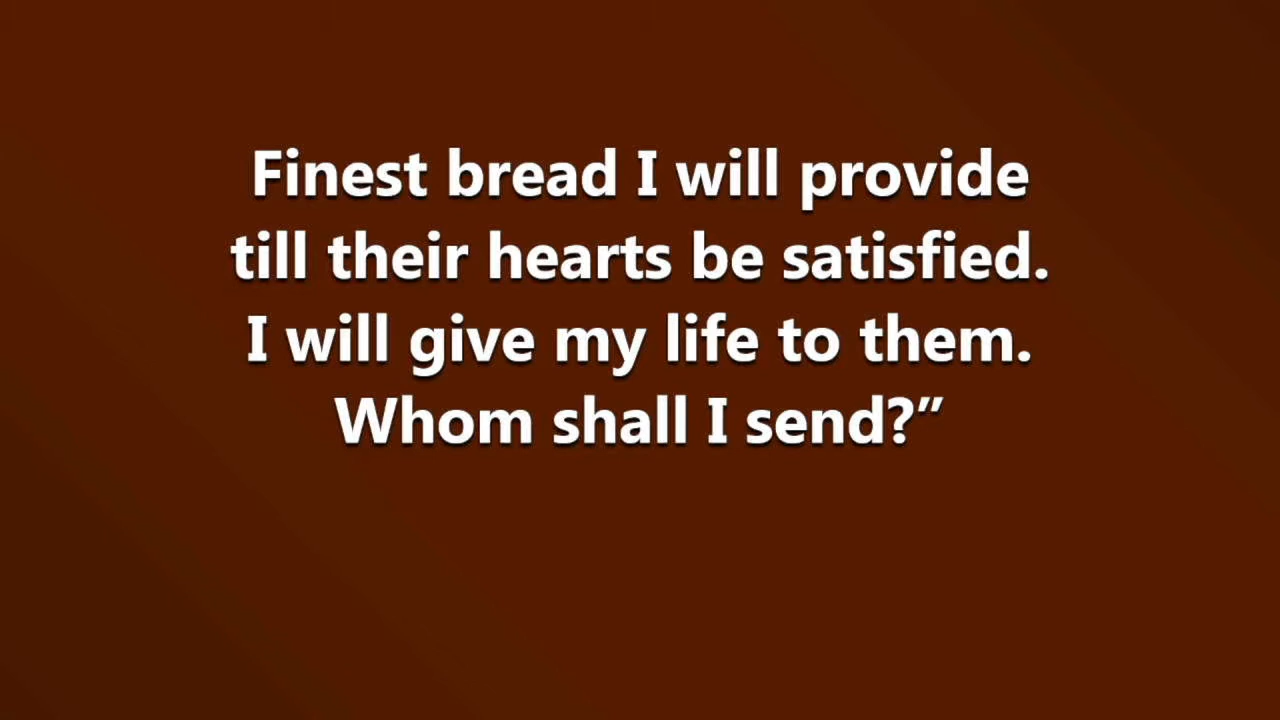 Finest bread I will provide
till their hearts be satisfied.
I will give my life to them.
Whom shall I send?”